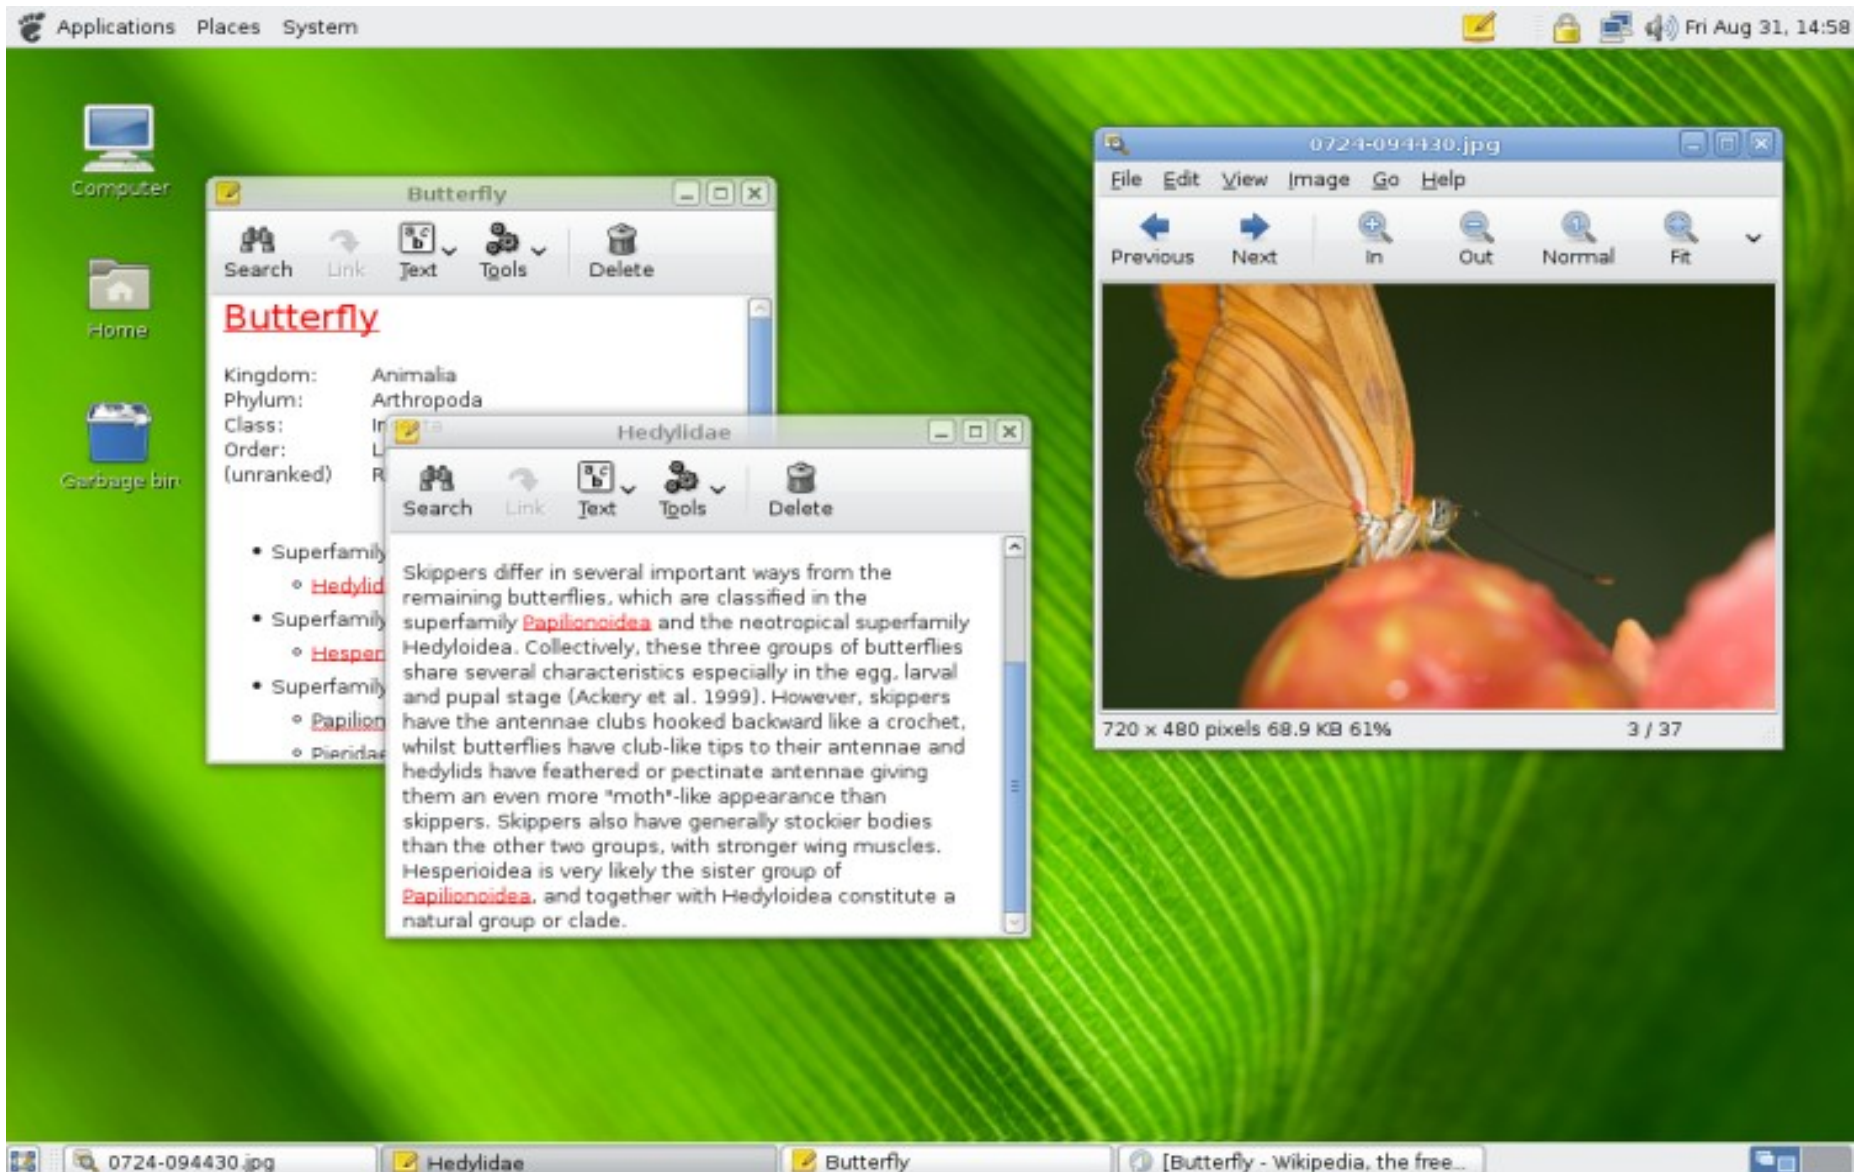 Applications Places System
Fri Aug 31, 14:58
Computer
Home
Garbage bin
Butterfly
Search Link Text Tools Delete
Butterfly
Kingdom: Animalia
Phylum: Arthropoda
Class:
Order:
(unranked)
• Superfamily
Hedylid
• Superfamily
Hesper
• Superfamily
Papilion
Pieridae
Hedylidae
Search Link Text Tools Delete
Skippers differ in several important ways from the
remaining butterflies, which are classified in the
superfamily Papilionoidea and the neotropical superfamily
Hedyloidea. Collectively, these three groups of butterflies
share several characteristics especially in the egg, larval
and pupal stage (Ackery et al. 1999). However, skippers
have the antennae clubs hooked backward like a crochet,
whilst butterflies have club-like tips to their antennae and
hedylids have feathered or pectinate antennae giving
them an even more "moth"-like appearance than
skippers. Skippers also have generally stockier bodies
than the other two groups, with stronger wing muscles.
Hesperioidea is very likely the sister group of
Papilionoidea, and together with Hedyloidea constitute a
natural group or clade.
0724-094430.jpg
File Edit View Image Go Help
Previous Next In Out Normal Fit
720 x 480 pixels 68.9 KB 61% 3 / 37
0724-094430.jpg
Hedylidae
Butterfly
[Butterfly - Wikipedia, the free...